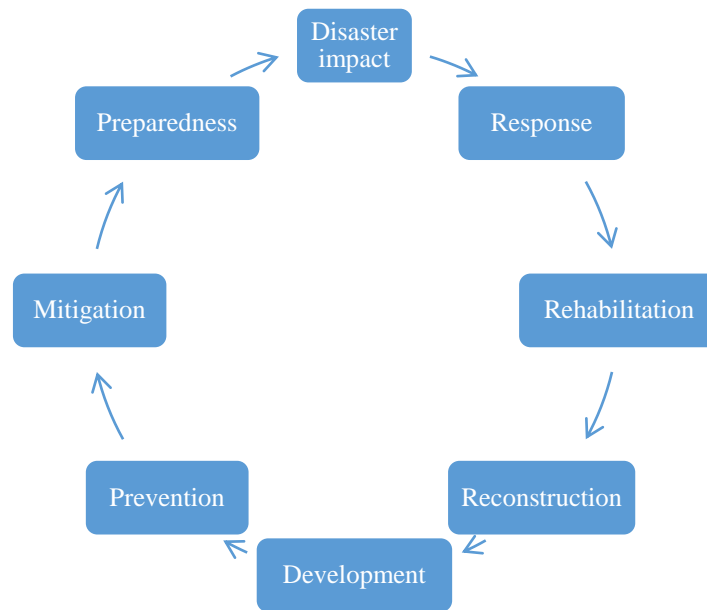 Disaster
impact
Response
Rehabilitation
Reconstruction
Development
Prevention
Mitigation
Preparedness